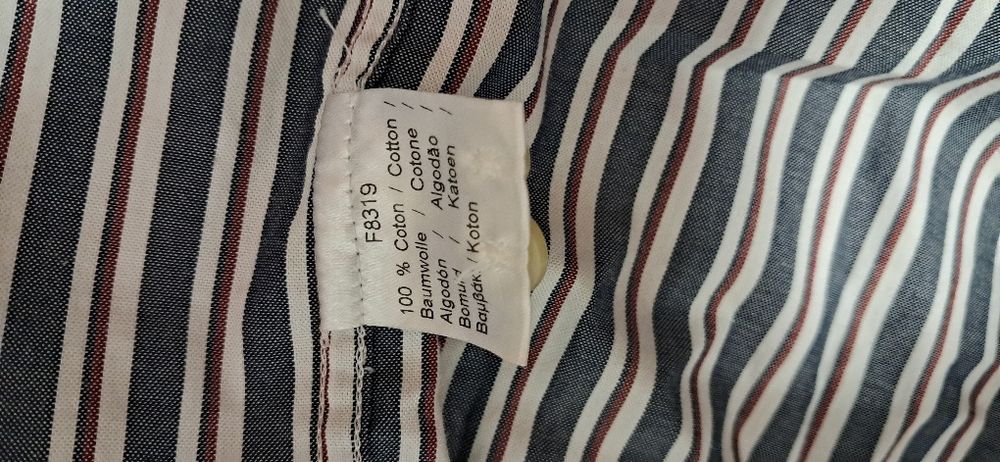 F8319
100 % Coton / Cotton /
Baumwolle / Cotone /
Algodón / Algodão /
/ Katoen /
/ Koton